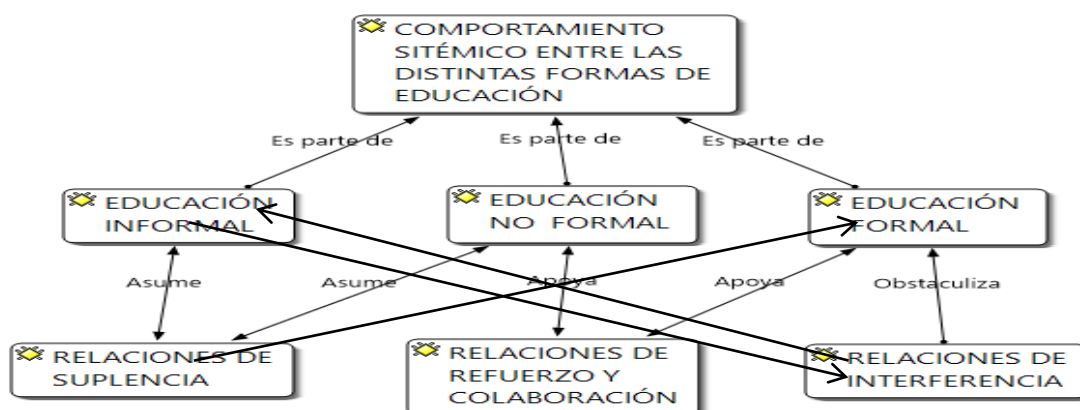 COMPORTAMIENTO
SITÉMICO ENTRE LAS
DISTINTAS FORMAS DE
EDUCACIÓN
Es parte de
Es parte de
Es parte de
EDUCACIÓN
INFORMAL
EDUCACIÓN
NO FORMAL
EDUCACIÓN
FORMAL
Asume
Asume
Apoya
Apoya
Obstaculiza
RELACIONES DE
SUPLENCIA
RELACIONES DE
REFUERZO Y
COLABORACIÓN
RELACIONES DE
INTERFERENCIA